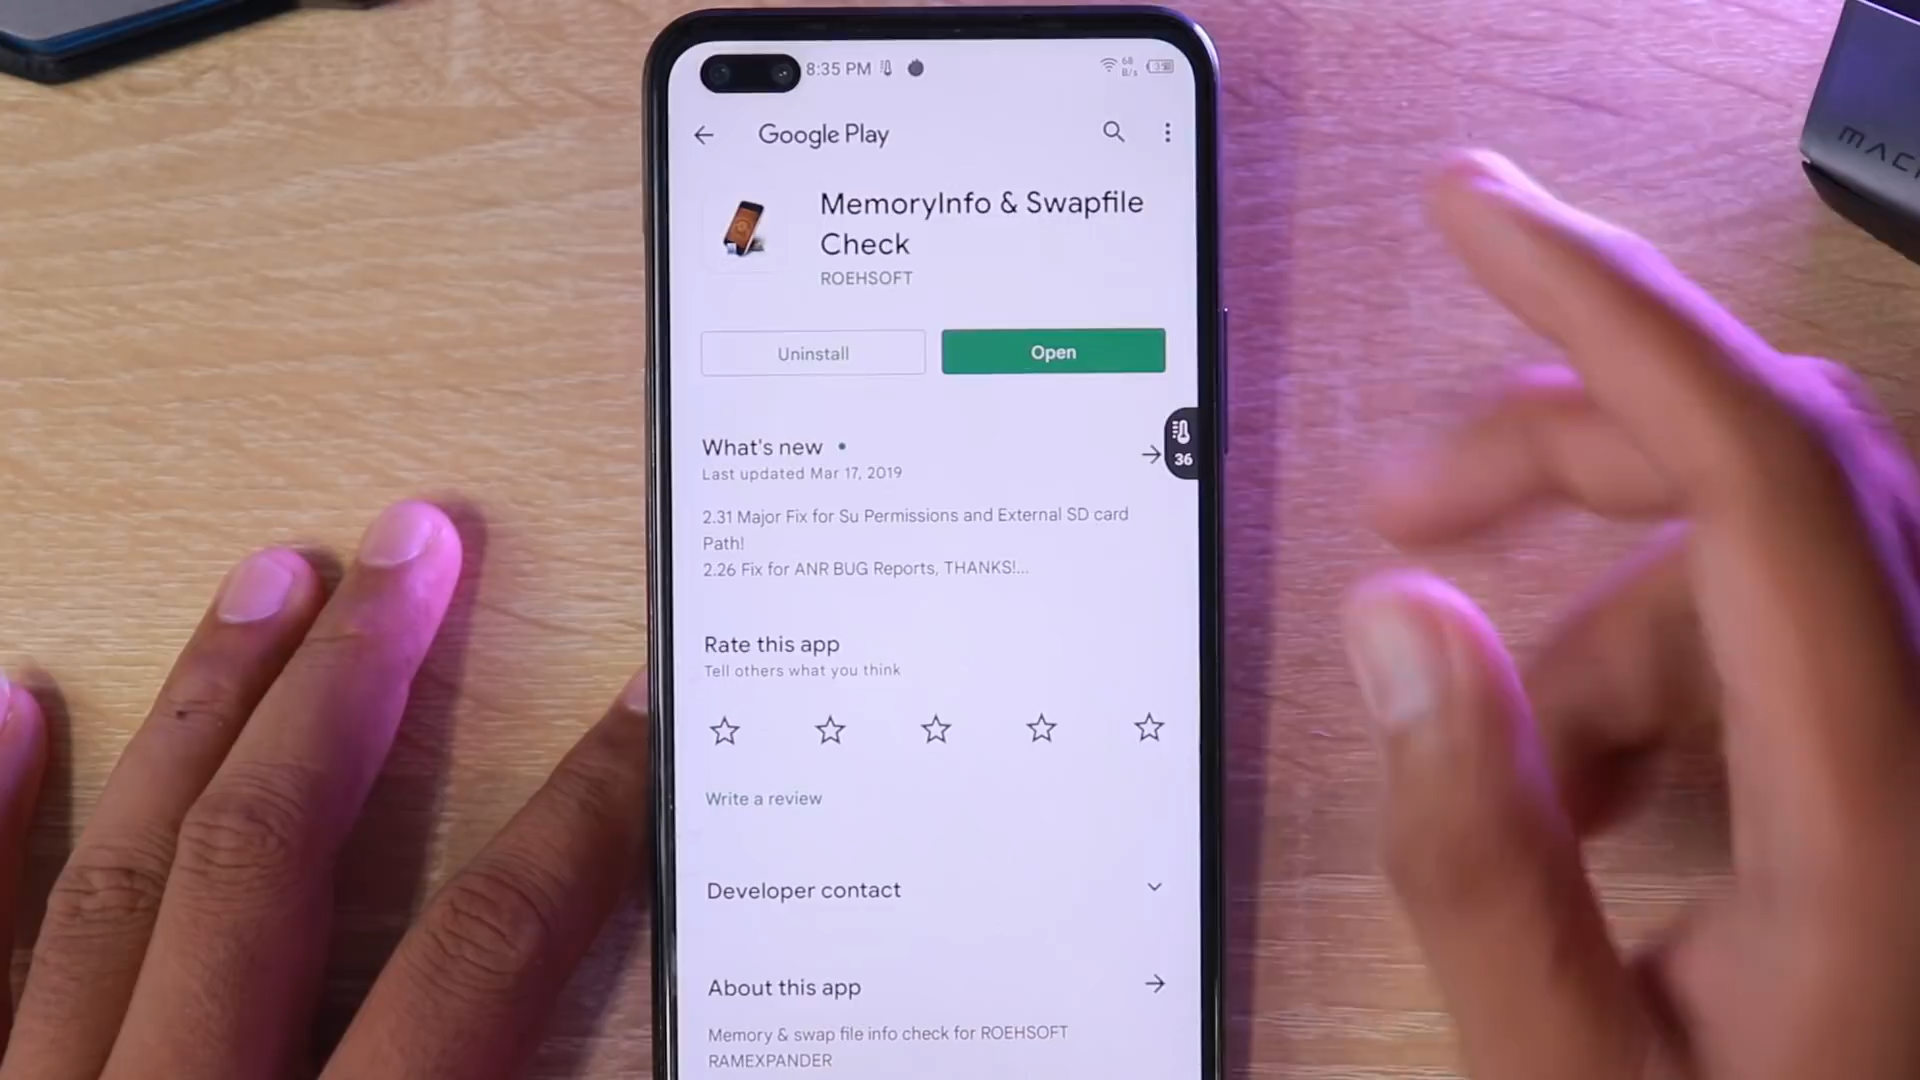 8:35 PM
68
B/s
Google Play
MemoryInfo & Swapfile
Check
ROEHSOFT
Uninstall
Open
What's new •
Last updated Mar 17, 2019
36
2.31 Major Fix for Su Permissions and External SD card
Path!
2.26 Fix for ANR BUG Reports, THANKS!...
Rate this app
Tell others what you think
Write a review
Developer contact
About this app
Memory & swap file info check for ROEHSOFT
RAMEXPANDER